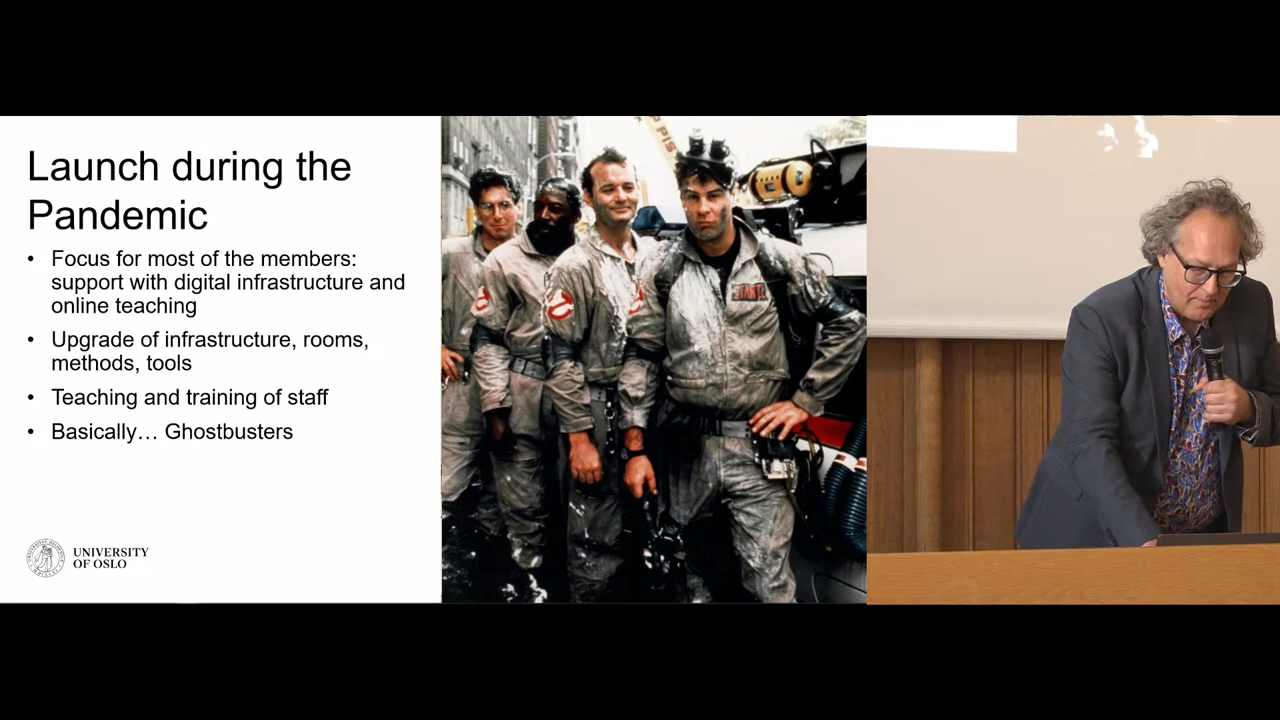 Launch during the
Pandemic
• Focus for most of the members:
support with digital infrastructure and
online teaching
• Upgrade of infrastructure, rooms,
methods, tools
• Teaching and training of staff
• Basically… Ghostbusters
UNIVERSITY
OF OSLO